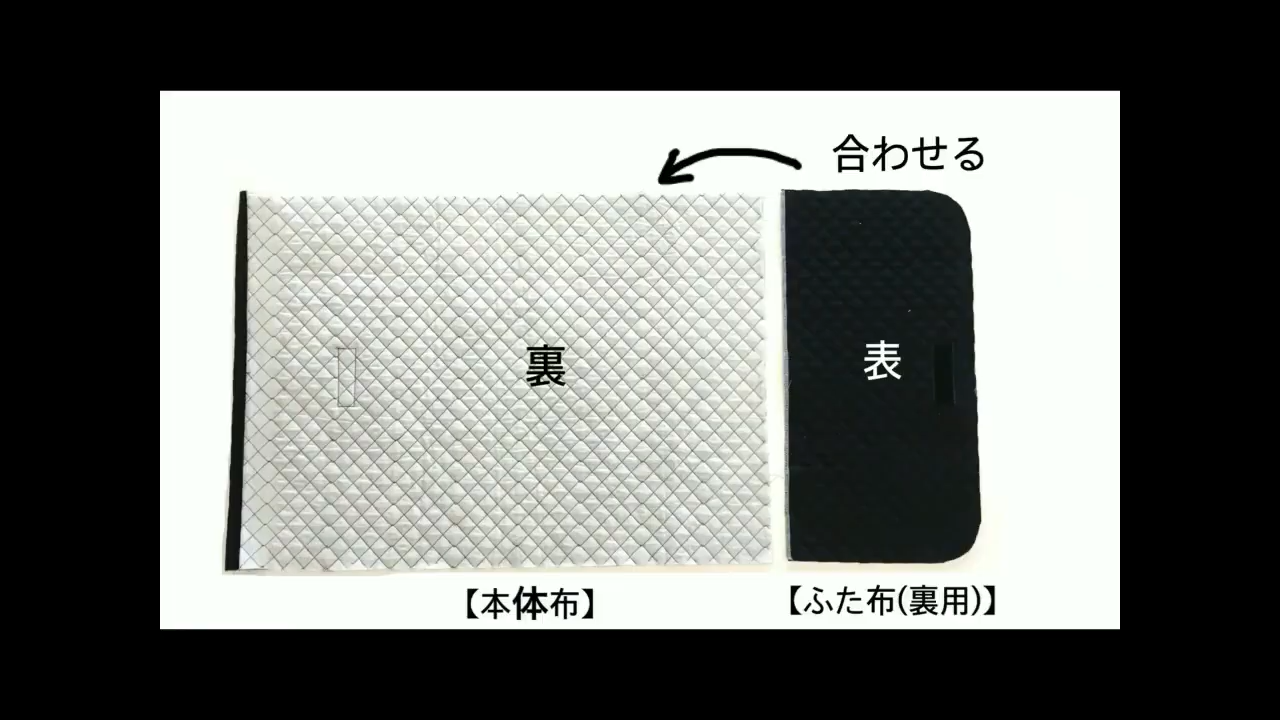 合わせる
裏
表
【本体布】
【ふた布(裏用)】